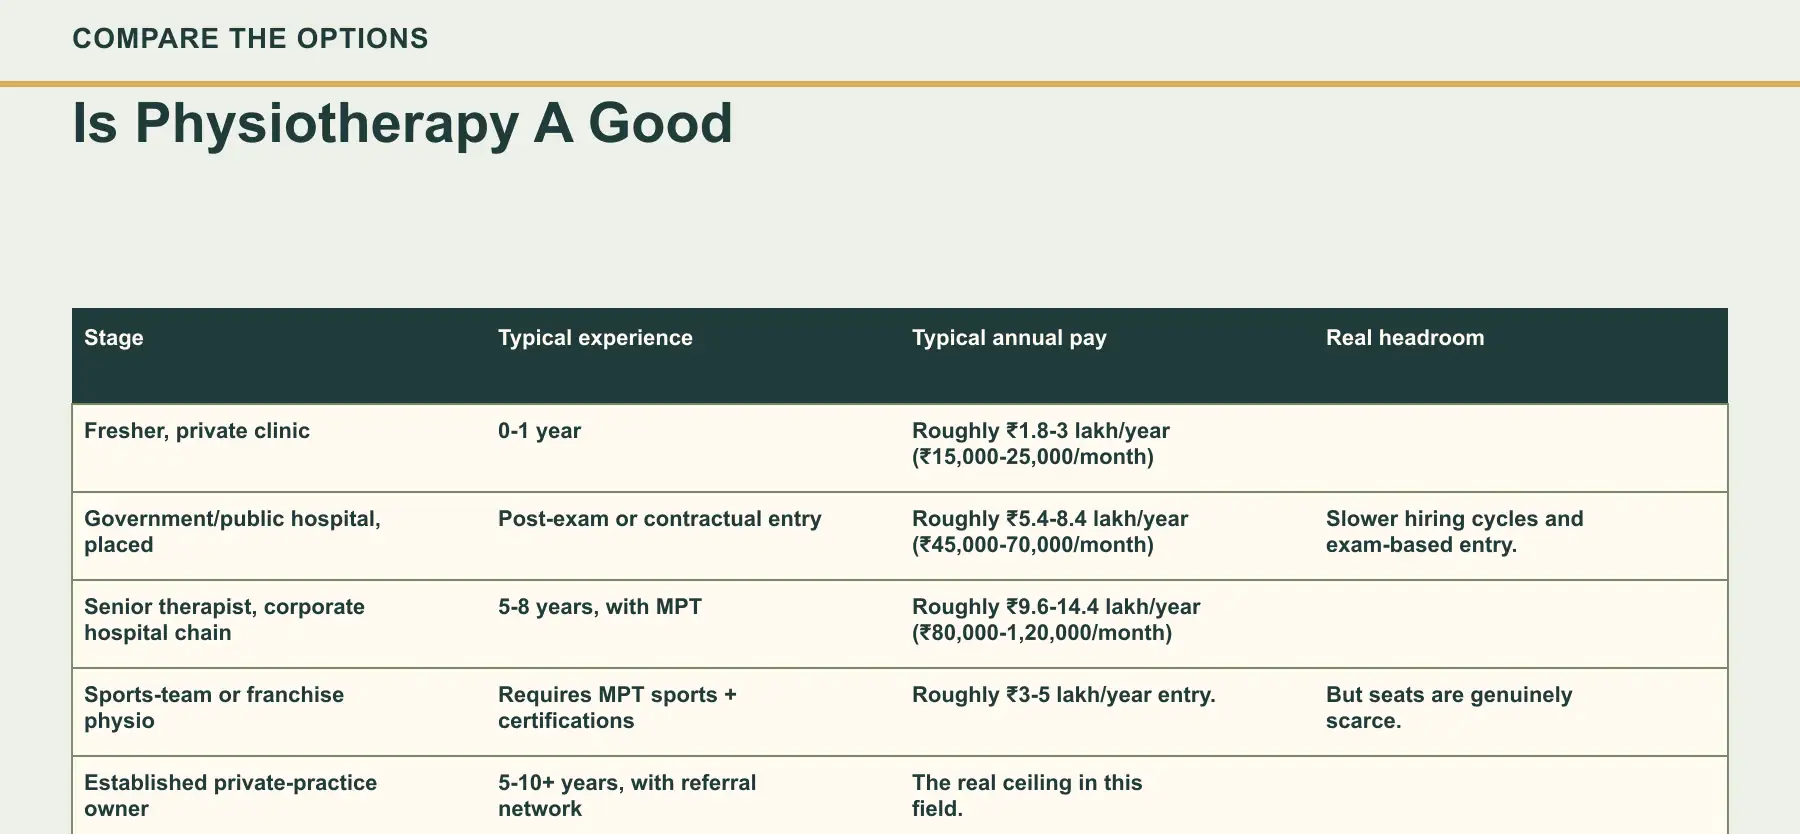 COMPARE THE OPTIONS
Is Physiotherapy A Good
Stage
Typical experience
Typical annual pay
Real headroom
Fresher, private clinic
0-1 year
Roughly ₹1.8-3 lakh/year
(₹15,000-25,000/month)
Government/public hospital,
placed
Post-exam or contractual entry
Roughly ₹5.4-8.4 lakh/year
(₹45,000-70,000/month)
Slower hiring cycles and
exam-based entry.
Senior therapist, corporate
hospital chain
5-8 years, with MPT
Roughly ₹9.6-14.4 lakh/year
(₹80,000-1,20,000/month)
Sports-team or franchise
physio
Requires MPT sports +
certifications
Roughly ₹3-5 lakh/year entry.
But seats are genuinely
scarce.
Established private-practice
owner
5-10+ years, with referral
network
The real ceiling in this
field.